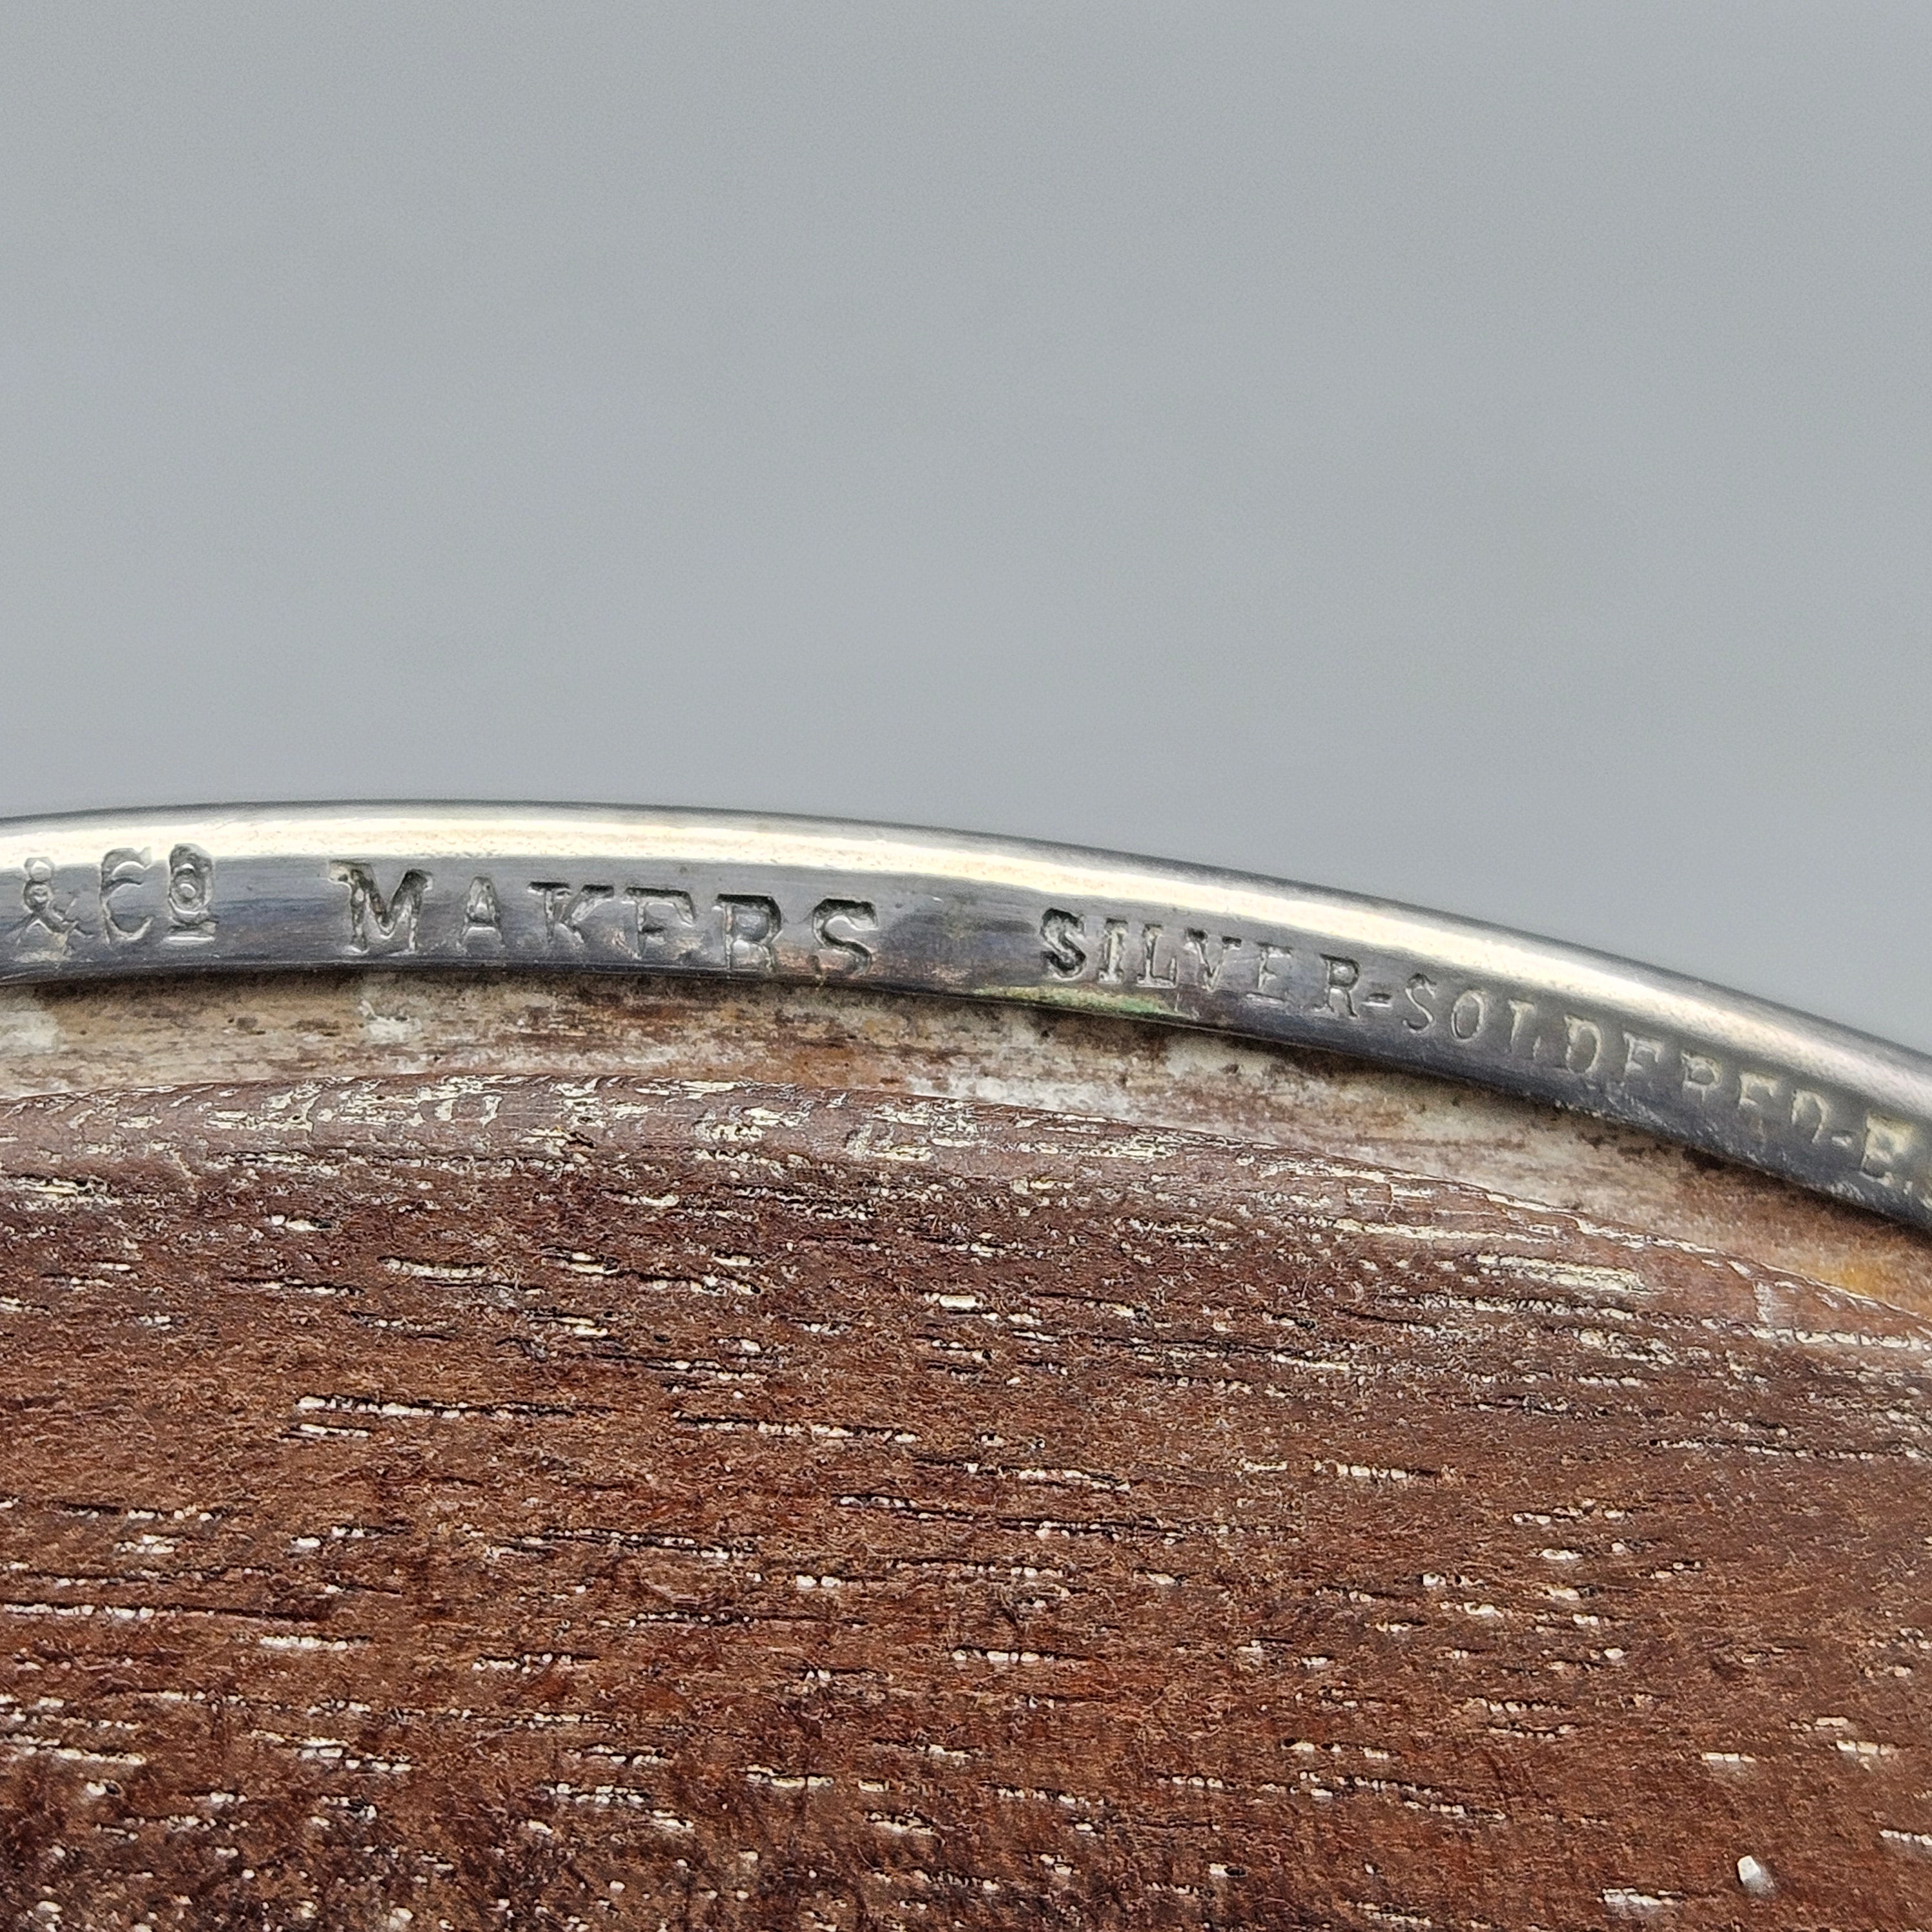 & Cº MAKERS SILVER-SOLDERED-E